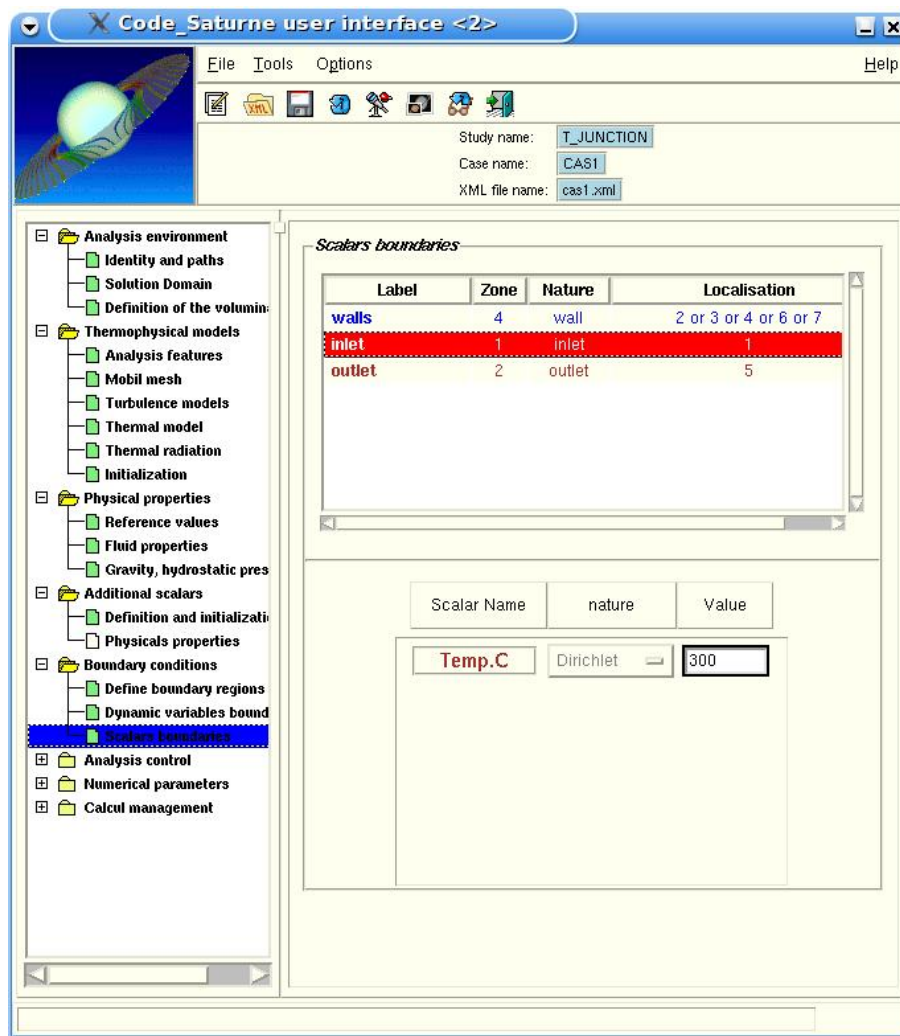 Code_Saturne user interface <2>
File Tools Options Help
Study name: T_JUNCTION
Case name: CAS1
XML file name: cas1.xml
Analysis environment
Identity and paths
Solution Domain
Definition of the volumin
Thermophysical models
Analysis features
Mobil mesh
Turbulence models
Thermal model
Thermal radiation
Initialization
Physical properties
Reference values
Fluid properties
Gravity, hydrostatic pres
Additional scalars
Definition and initializati
Physicals properties
Boundary conditions
Define boundary regions
Dynamic variables bound
Scalars boundaries
Analysis control
Numerical parameters
Calcul management
Scalars boundaries
Label Zone Nature Localisation
walls 4 wall 2 or 3 or 4 or 6 or 7
inlet 1 inlet 1
outlet 2 outlet 5
Scalar Name nature Value
Temp.C Dirichlet 300